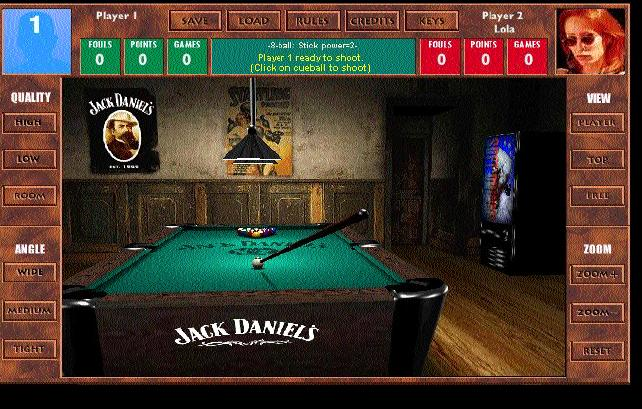 1
Player 1
SAVE
LOAD
RULES
CREDITS
KEYS
Player 2
Lola
FOULS
POINTS
GAMES
0
0
0
-8-ball: Stick power=2-
Player 1 ready to shoot.
(Click on cueball to shoot)
FOULS
POINTS
GAMES
0
0
0
QUALITY
HIGH
LOW
ROOM
ANGLE
WIDE
MEDIUM
TIGHT
JACK DANIEL'S
EST. 1866
JACK DANIEL'S
JACK DANIEL'S
VIEW
PLAYER
TOP
FREE
ZOOM
ZOOM+
ZOOM-
RESET